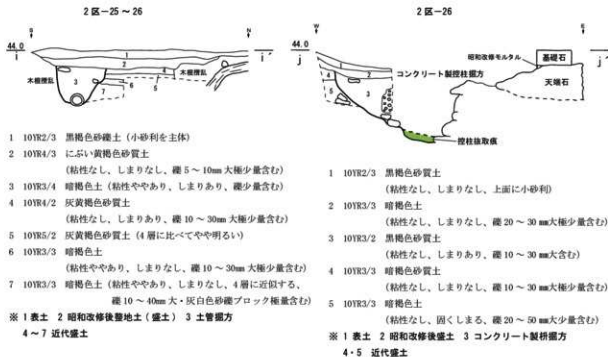 2区-25～26
S
N
44.0
i
i'
木根攪乱
木根攪乱
1
2
3
4
5
6
7
1 10YR2/3 黒褐色砂礫土（小砂利を主体）
2 10YR4/3 にぶい黄褐色砂質土
（粘性なし、しまりなし、礫5～10㎜大極少量含む）
3 10YR3/4 暗褐色土（粘性ややあり、しまりあり、礫少量含む）
4 10YR4/2 灰黄褐色砂質土
（粘性なし、しまりあり、礫10～30㎜大極少量含む）
5 10YR5/2 灰黄褐色砂質土（4層に比べてやや明るい）
6 10YR3/3 暗褐色土
（粘性ややあり、しまりなし、礫10～30㎜大極少量含む）
7 10YR3/3 暗褐色土（粘性ややあり、しまりなし、4層に近似する、
礫10～40㎜大・灰白色砂礫ブロック極量含む）
※ 1 表土 2 昭和改修後整地土（盛土） 3 土管掘方
4～7 近代盛土
2区-26
W
E
44.0
j
j'
1
2
3
4
5
コンクリート製控柱掘方
昭和改修モルタル
基礎石
天端石
控柱抜取痕
1 10YR2/3 黒褐色砂質土
（粘性なし、しまりなし、上面に小砂利）
2 10YR3/3 暗褐色土
（粘性なし、しまりなし、礫20～30㎜大極少量含む）
3 10YR3/2 黒褐色砂質土
（粘性なし、しまりあり、礫10～30㎜大含む）
4 10YR3/3 暗褐色砂質土
（粘性なし、しまりなし、礫10～30㎜大極少量含む）
5 10YR3/3 暗褐色土
（粘性なし、固くしまる、礫20～50㎜大少量含む）
※ 1 表土 2 昭和改修後盛土 3 コンクリート製枡掘方
4・5 近代盛土